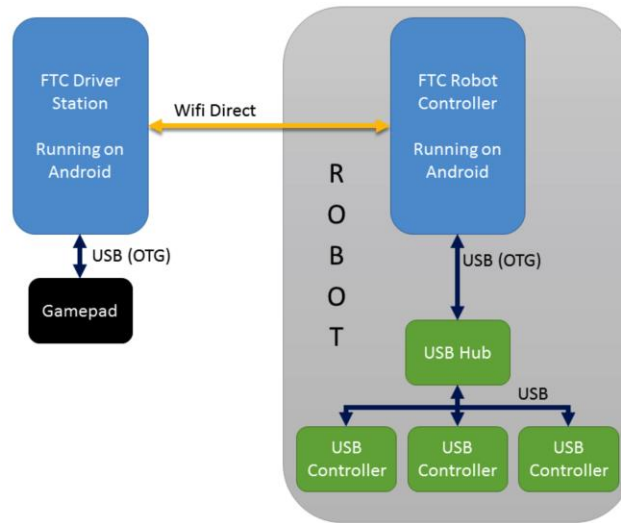 FTC Driver
Station
Running on
Android
Wifi Direct
FTC Robot
Controller
Running on
Android
R
O
B
O
T
USB (OTG)
USB (OTG)
Gamepad
USB Hub
USB
USB
Controller
USB
Controller
USB
Controller